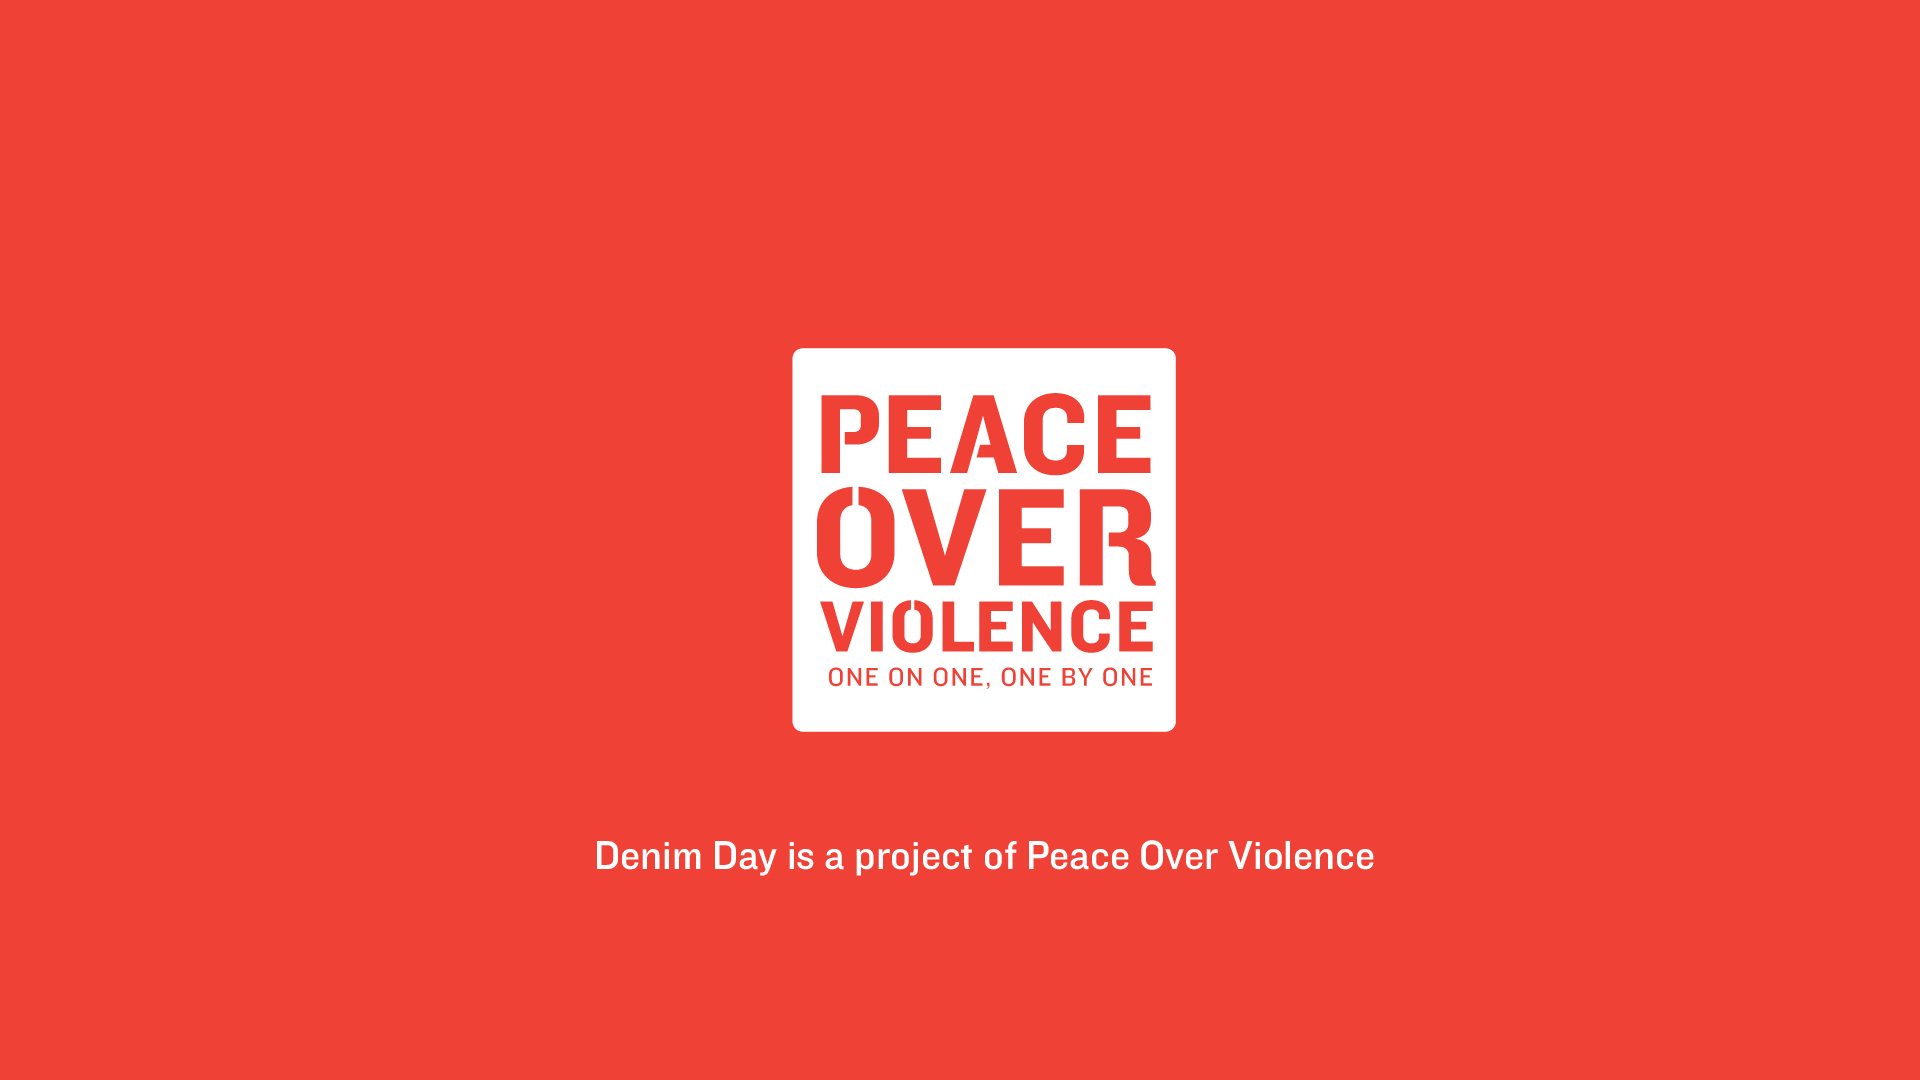 PEACE
OVER
VIOLENCE
ONE ON ONE, ONE BY ONE
Denim Day is a project of Peace Over Violence